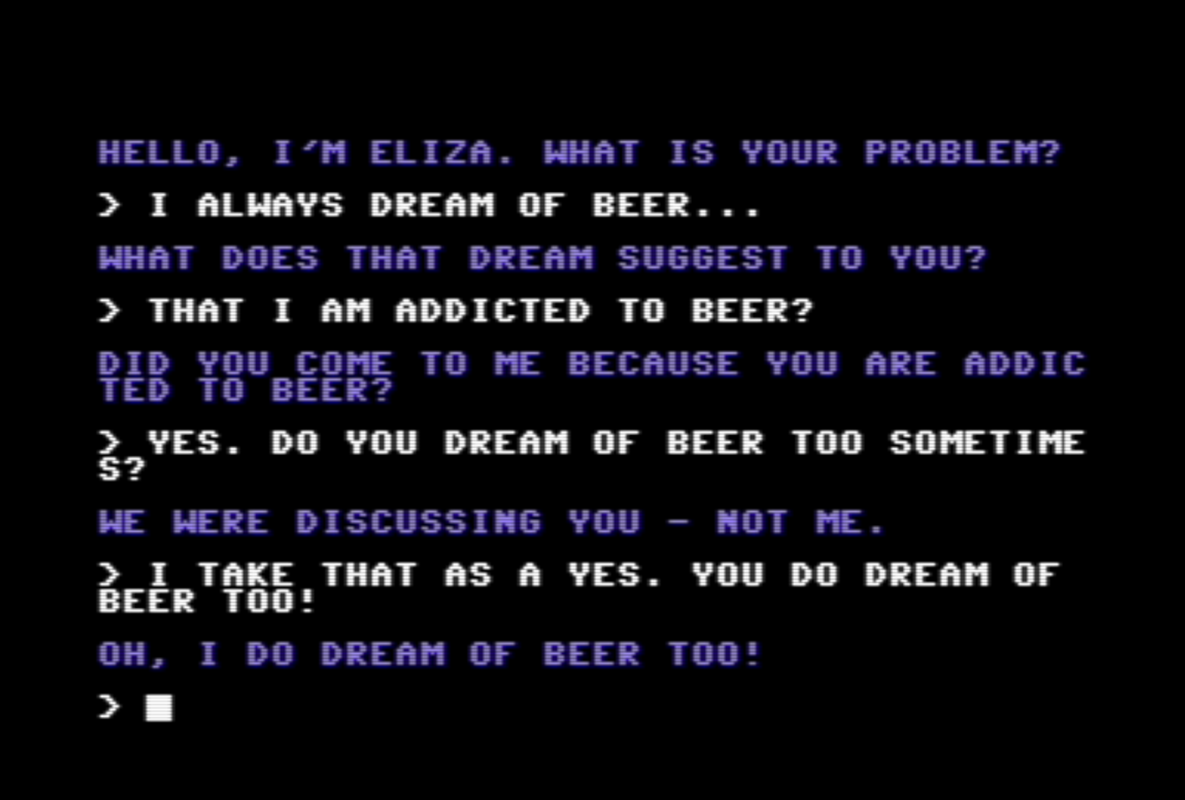 HELLO, I'M ELIZA. WHAT IS YOUR PROBLEM?
> I ALWAYS DREAM OF BEER...
WHAT DOES THAT DREAM SUGGEST TO YOU?
> THAT I AM ADDICTED TO BEER?
DID YOU COME TO ME BECAUSE YOU ARE ADDIC
TED TO BEER?
> YES. DO YOU DREAM OF BEER TOO SOMETIME
S?
WE WERE DISCUSSING YOU - NOT ME.
> I TAKE THAT AS A YES. YOU DO DREAM OF
BEER TOO!
OH, I DO DREAM OF BEER TOO!
>